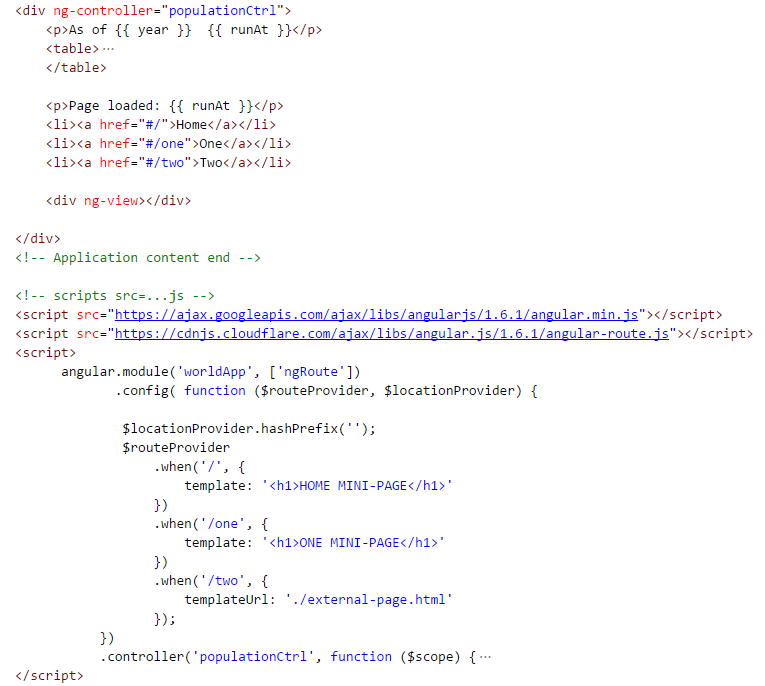 <div ng-controller="populationCtrl">
    <p>As of {{ year }}  {{ runAt }}</p>
    <table>...
    </table>

    <p>Page loaded: {{ runAt }}</p>
    <li><a href="#/">Home</a></li>
    <li><a href="#/one">One</a></li>
    <li><a href="#/two">Two</a></li>

    <div ng-view></div>

</div>
<!-- Application content end -->

<!-- scripts src=...js -->
<script src="https://ajax.googleapis.com/ajax/libs/angularjs/1.6.1/angular.min.js"></script>
<script src="https://cdnjs.cloudflare.com/ajax/libs/angular.js/1.6.1/angular-route.js"></script>
<script>
      angular.module('worldApp', ['ngRoute'])
             .config( function ($routeProvider, $locationProvider) {

              $locationProvider.hashPrefix('');
              $routeProvider
                  .when('/', {
                      template: '<h1>HOME MINI-PAGE</h1>'
                  })
                  .when('/one', {
                      template: '<h1>ONE MINI-PAGE</h1>'
                  })
                  .when('/two', {
                      templateUrl: './external-page.html'
                  });
           })
           .controller('populationCtrl', function ($scope) {...
</script>